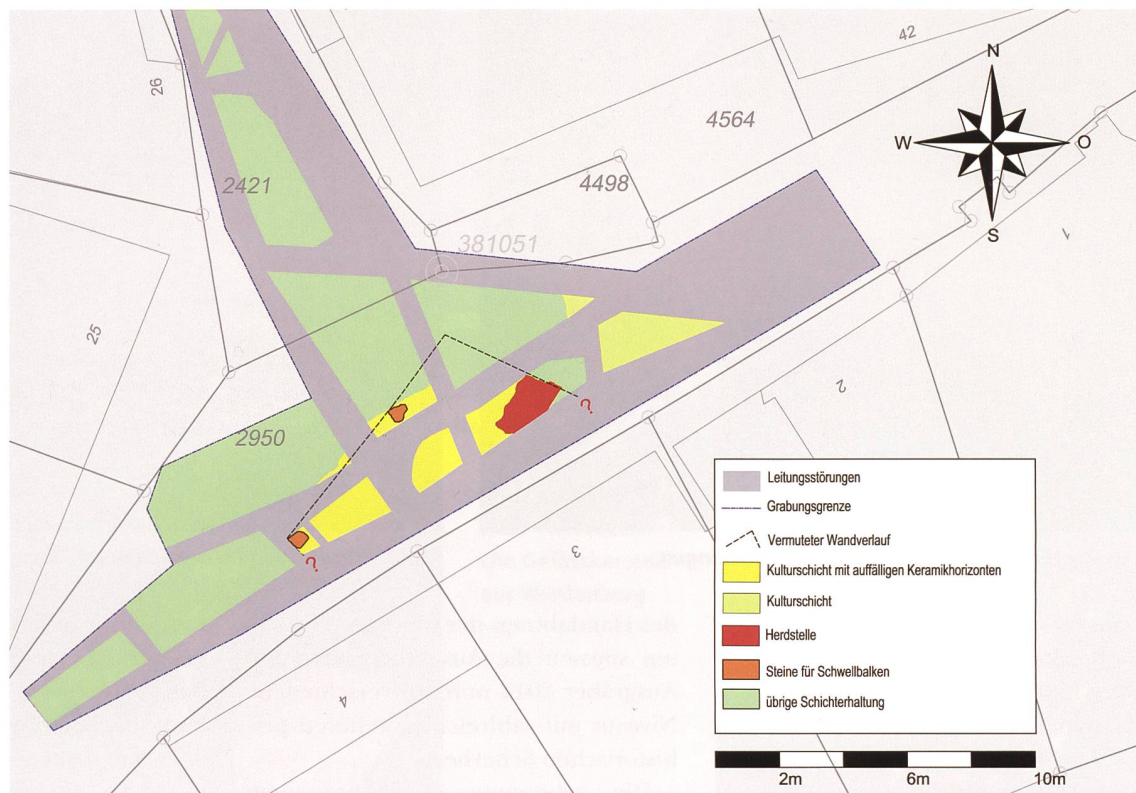 42
N
26
4564
W
O
2421
4498
S
381051
1
25
2
?
2950
3
?
4
Leitungsstörungen
Grabungsgrenze
Vermuteter Wandverlauf
Kulturschicht mit auffälligen Keramikhorizonten
Kulturschicht
Herdstelle
Steine für Schwellbalken
übrige Schichterhaltung
2m
6m
10m